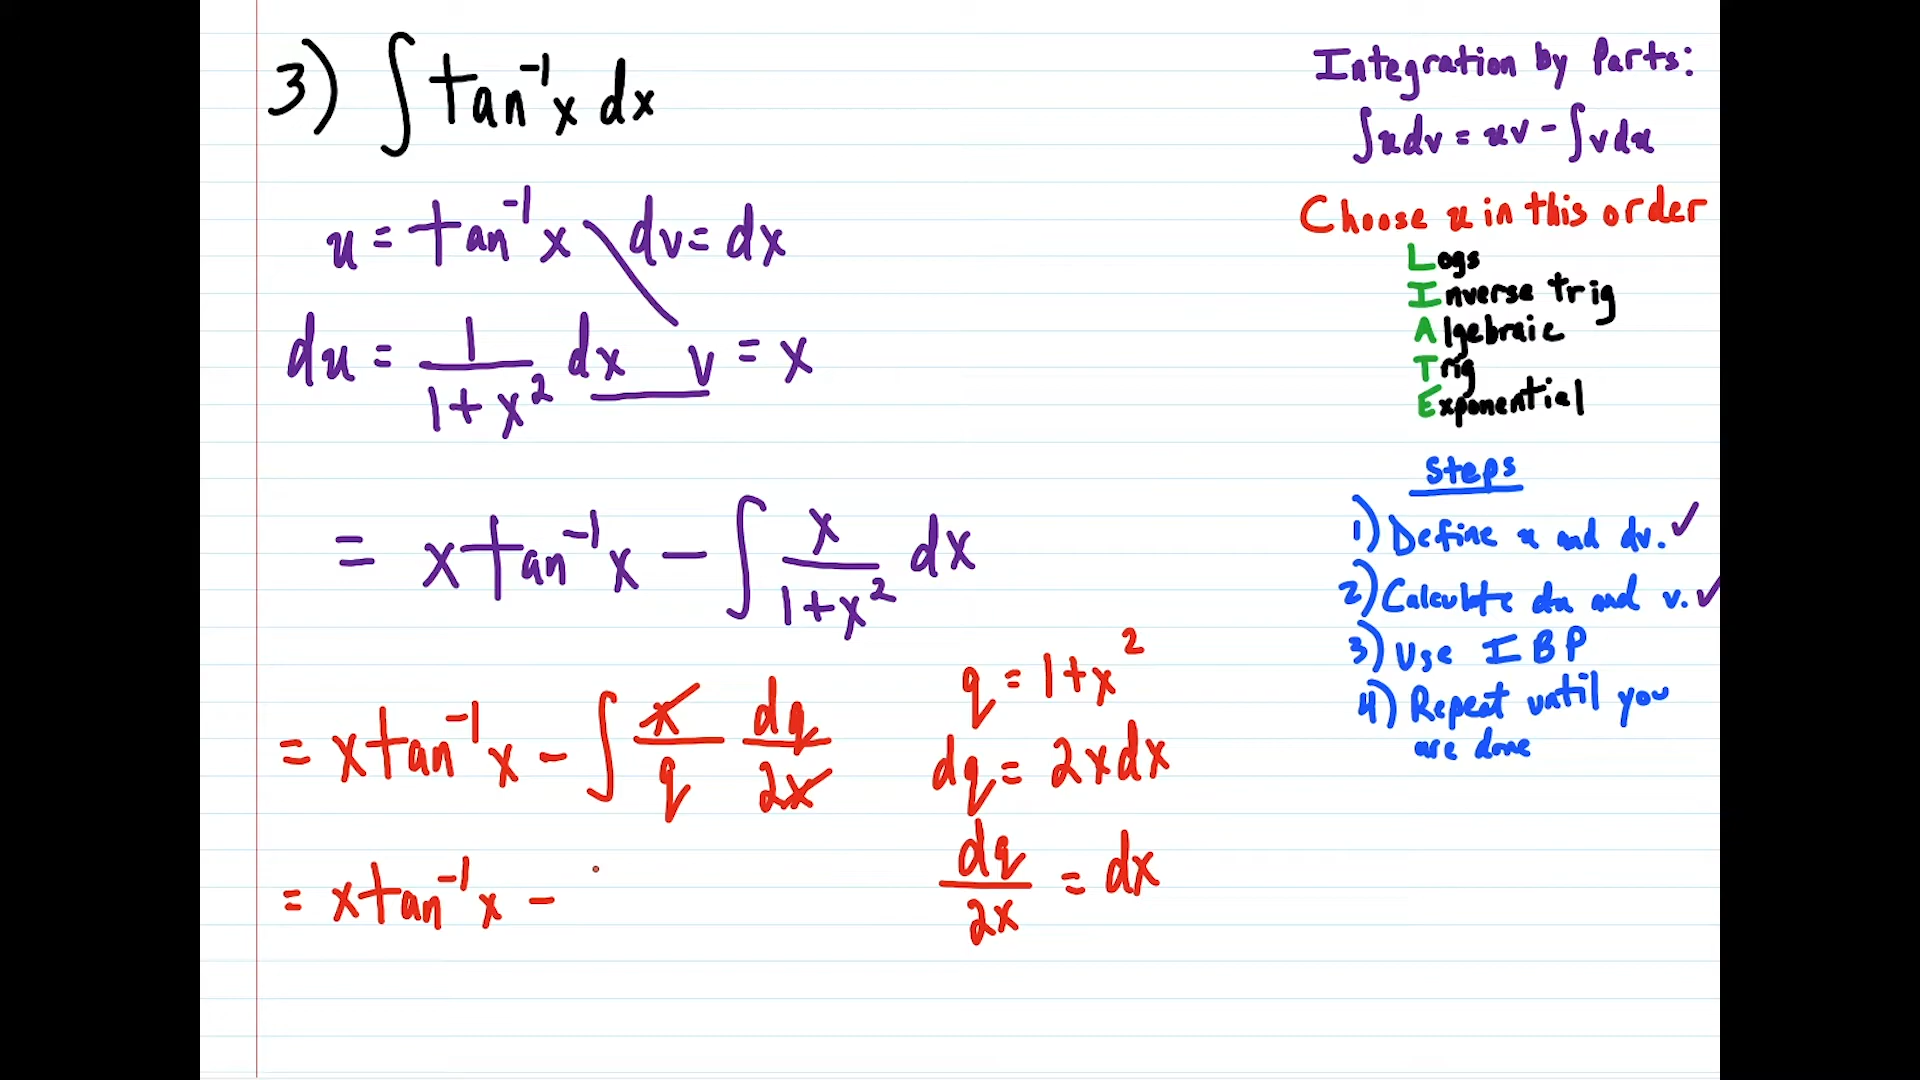 3) ∫ tan⁻¹x dx
u = tan⁻¹x dv = dx
du = 1/(1+x²) dx v = x
= x tan⁻¹x − ∫ x/(1+x²) dx
= x tan⁻¹x − ∫ x/q dq/2x
= x tan⁻¹x −
q = 1+x²
dq = 2x dx
dq/2x = dx
Integration by Parts:
∫u dv = uv − ∫v du
Choose u in this order
Logs
Inverse trig
Algebraic
Trig
Exponential
Steps
1) Define u and dv. ✓
2) Calculate du and v. ✓
3) Use IBP
4) Repeat until you
are done